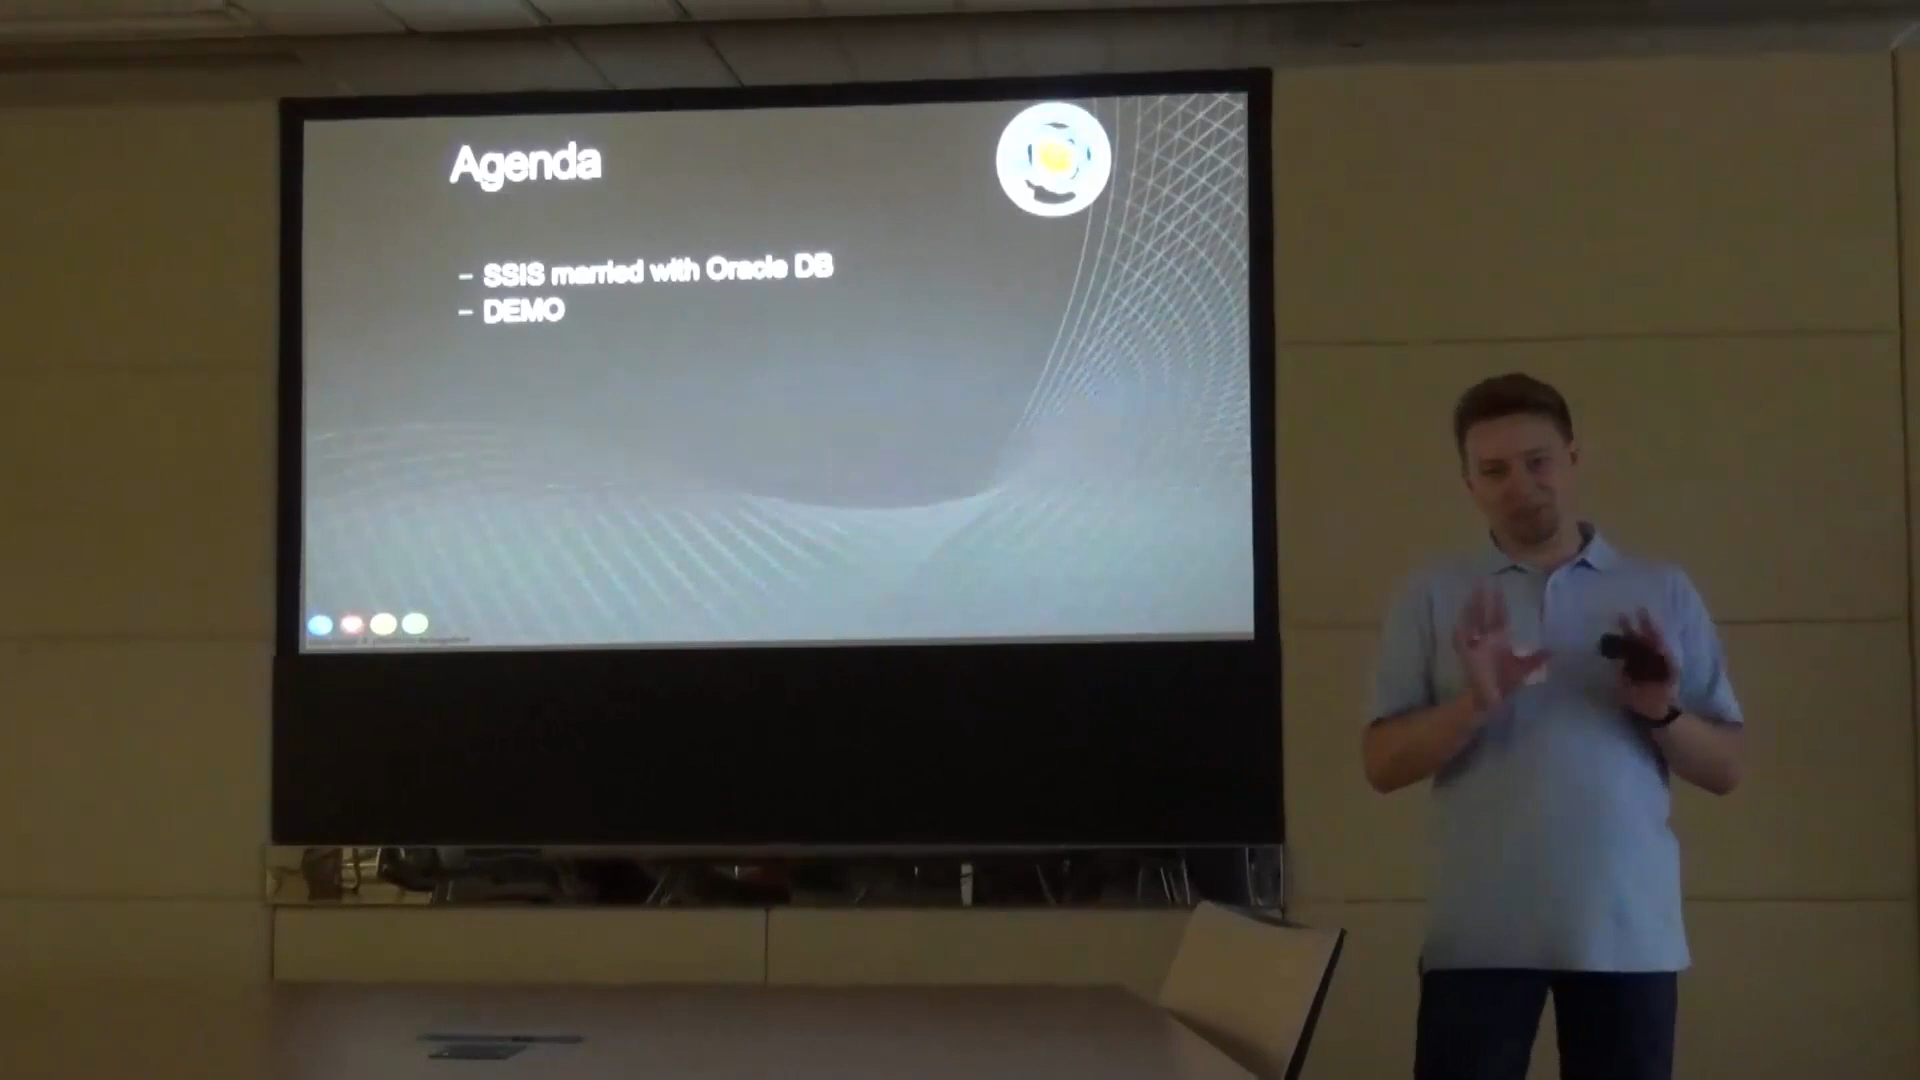 Agenda
– SSIS married with Oracle DB
– DEMO